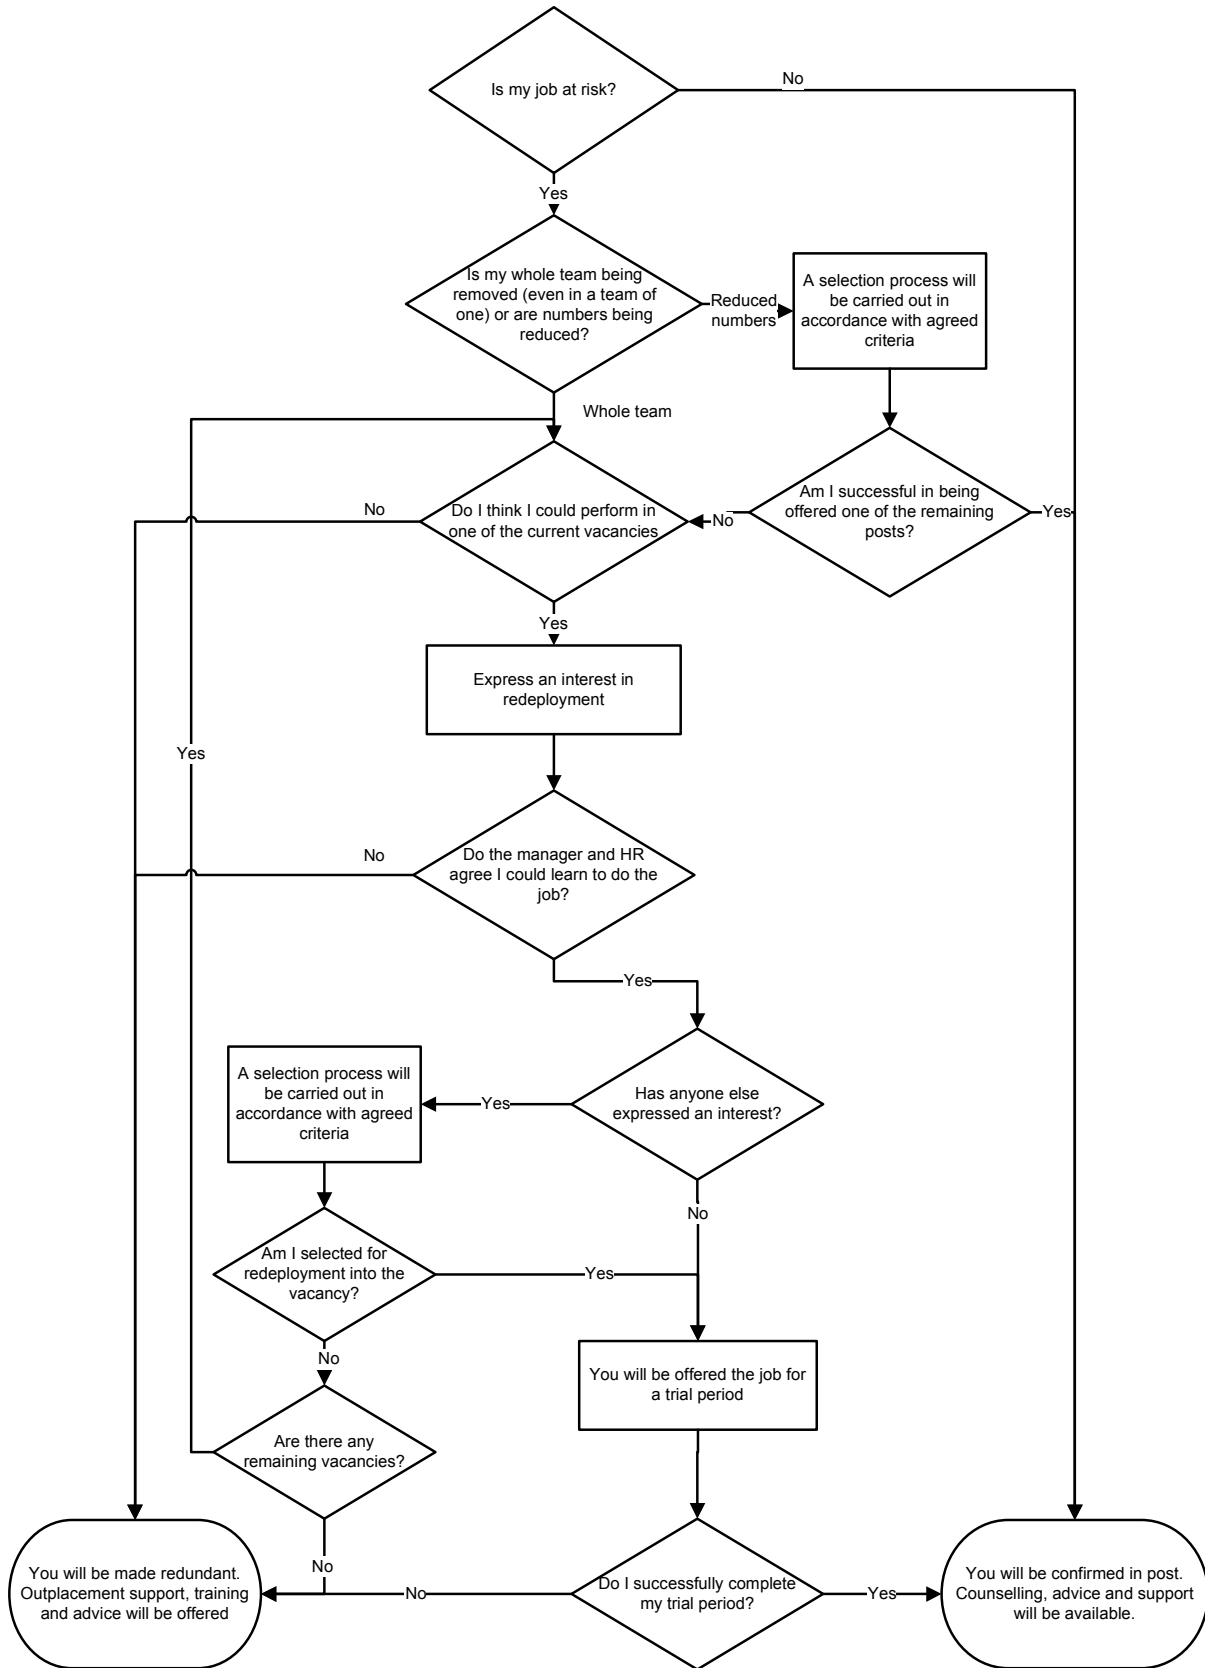 Is my job at risk?
No
Yes
Is my whole team being
removed (even in a team of
one) or are numbers being
reduced?
Reduced
numbers
A selection process will
be carried out in
accordance with agreed
criteria
Whole team
Do I think I could perform in
one of the current vacancies
No
No
Am I successful in being
offered one of the remaining
posts?
Yes
Yes
Express an interest in
redeployment
Yes
Do the manager and HR
agree I could learn to do the
job?
No
Yes
Has anyone else
expressed an interest?
Yes
A selection process will
be carried out in
accordance with agreed
criteria
No
Am I selected for
redeployment into the
vacancy?
Yes
No
You will be offered the job for
a trial period
Are there any
remaining vacancies?
No
You will be made redundant.
Outplacement support, training
and advice will be offered
No
Do I successfully complete
my trial period?
Yes
You will be confirmed in post.
Counselling, advice and support
will be available.